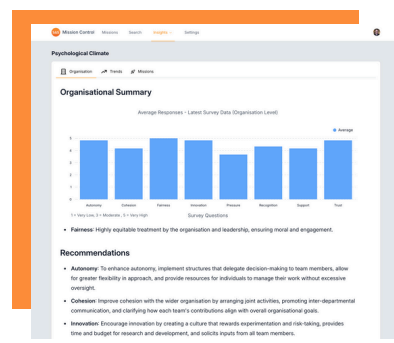 Mission Control Missions Search Insights Settings
Psychological Climate
Organisation Trends Missions
Organisational Summary
Average Responses - Latest Survey Data (Organisation Level)
Average
5
4
3
2
1
0
Autonomy Cohesion Fairness Innovation Pressure Recognition Support Trust
1 = Very Low, 3 = Moderate , 5 = Very High
Survey Questions
• Fairness: Highly equitable treatment by the organisation and leadership, ensuring moral and engagement.
Recommendations
• Autonomy: To enhance autonomy, implement structures that delegate decision-making to team members, allow
for greater flexibility in approach, and provide resources for individuals to manage their work without excessive
oversight.
• Cohesion: Improve cohesion with the wider organisation by arranging joint activities, promoting inter-departmental
communication, and clarifying how each team's contributions align with overall organisational goals.
• Innovation: Encourage innovation by creating a culture that rewards experimentation and risk-taking, provides
time and budget for research and development, and solicits inputs from all team members.